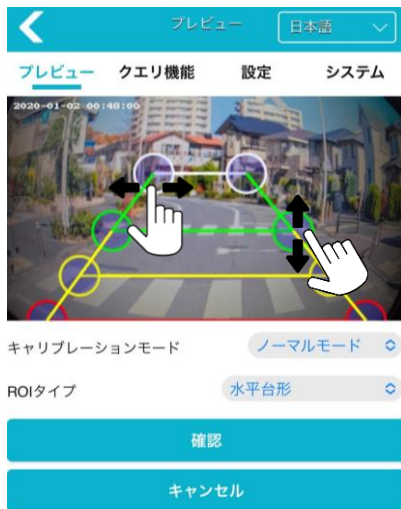 プレビュー
日本語
プレビュー クエリ機能 設定 システム
2020-01-02 00:48:00
キャリブレーションモード ノーマルモード
ROIタイプ 水平台形
確認
キャンセル